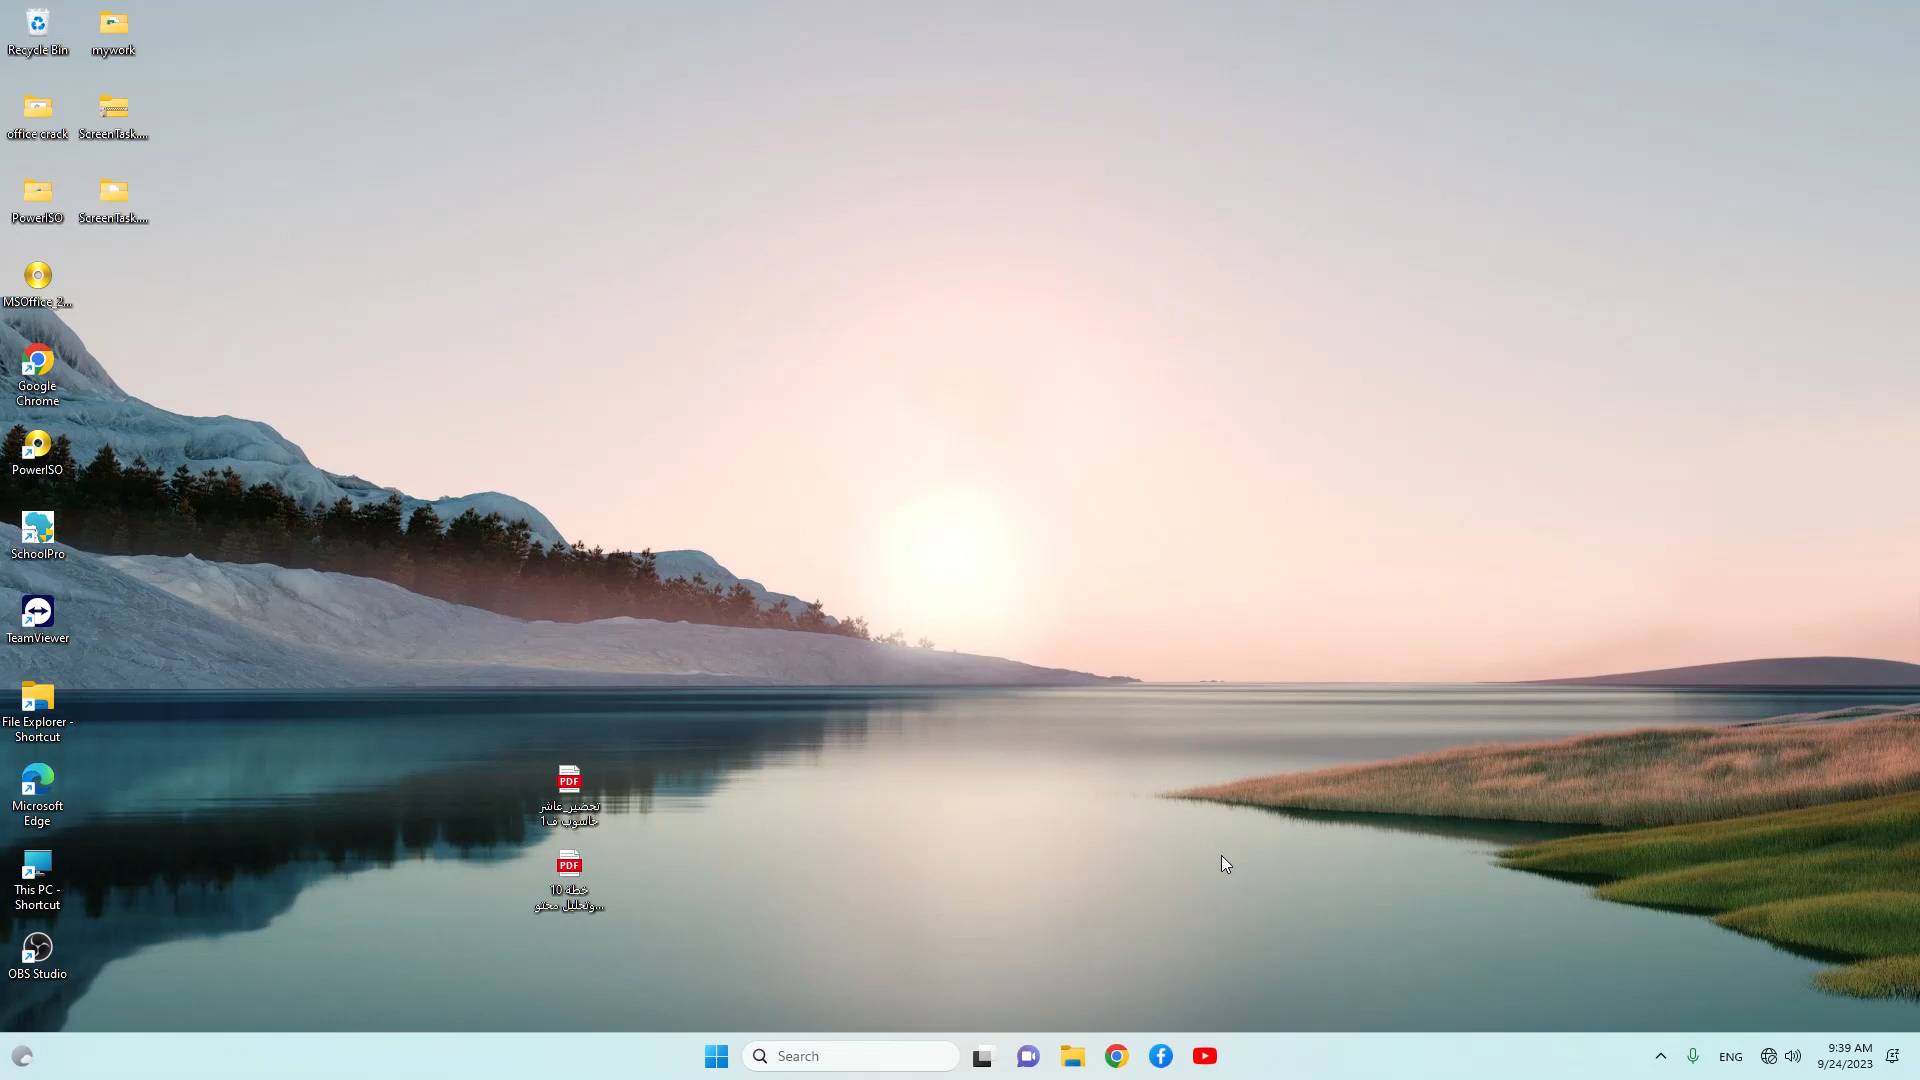 Recycle Bin
mywork
office crack
ScreenTask....
PowerISO
ScreenTask....
MSOffice_2...
Google
Chrome
PowerISO
SchoolPro
TeamViewer
File Explorer -
Shortcut
Microsoft
Edge
This PC -
Shortcut
OBS Studio
PDF
تحضير_عاشر
حاسوب ف1
PDF
خطة 10
وتحليل محتو...
Search
ENG
9:39 AM
9/24/2023